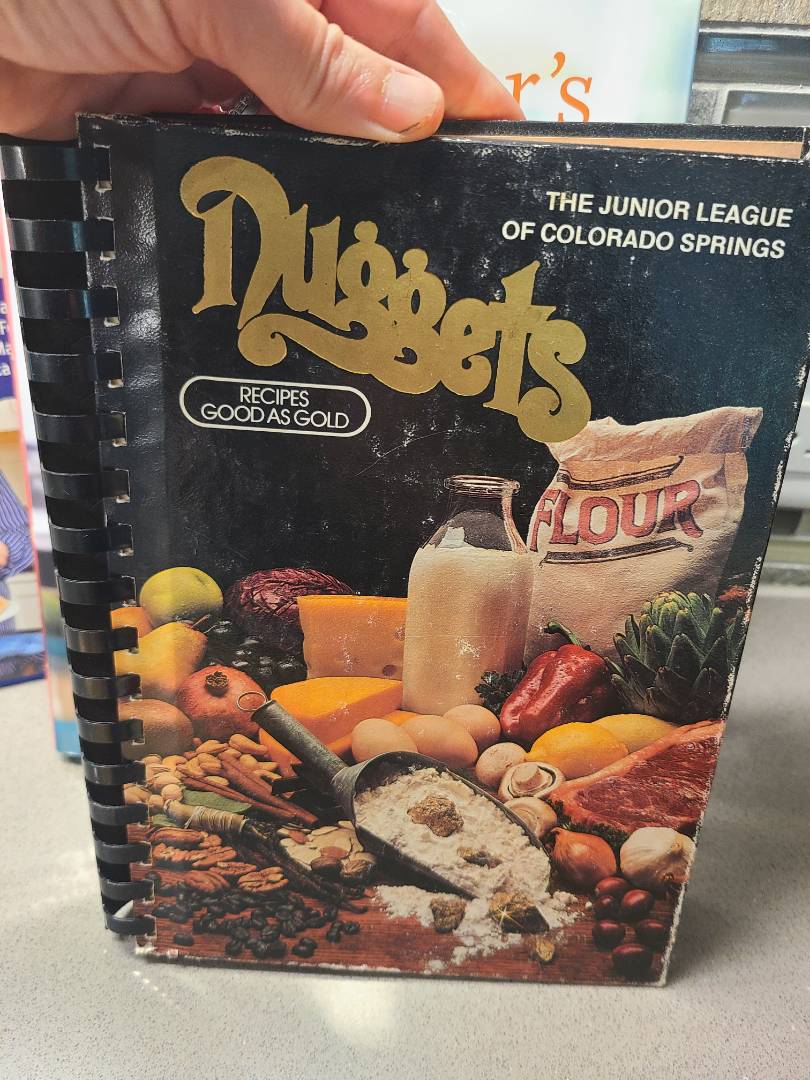 r's
Nuggets
THE JUNIOR LEAGUE
OF COLORADO SPRINGS
RECIPES
GOOD AS GOLD
FLOUR